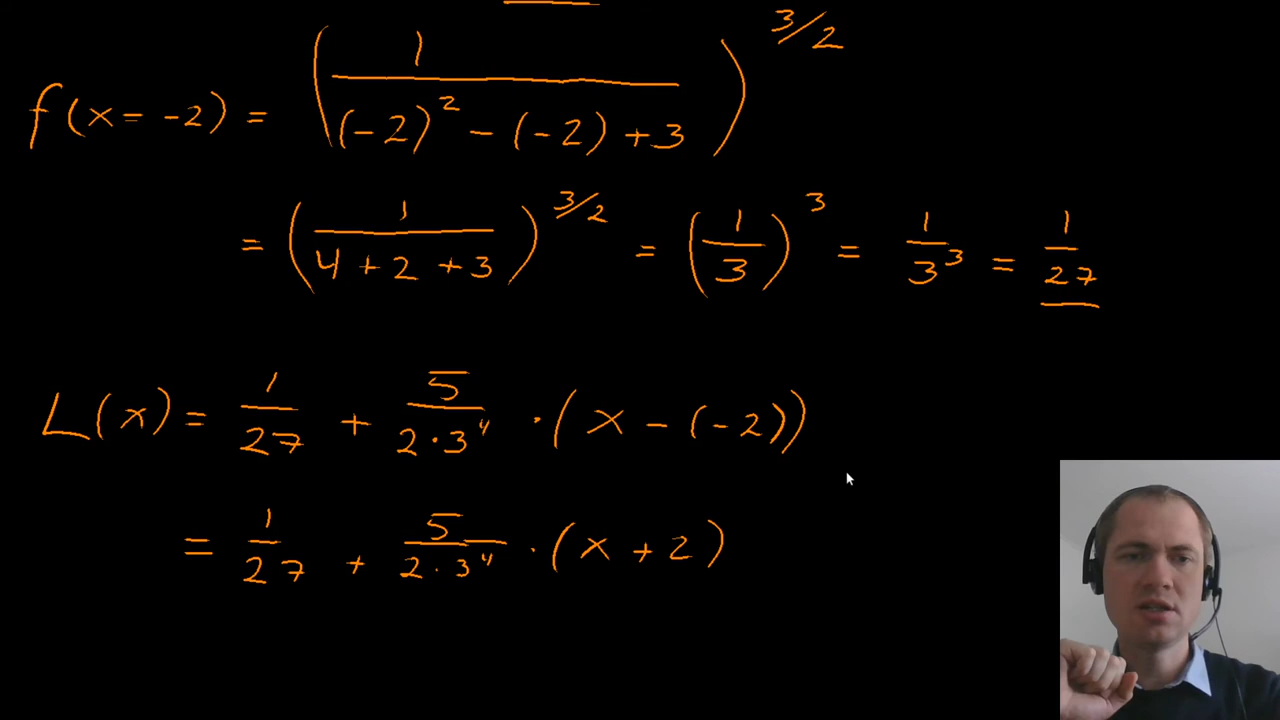 f(x = -2) = (1 / ((-2)² - (-2) + 3))^(3/2)
= (1 / (4 + 2 + 3))^(3/2) = (1/3)³ = 1/3³ = 1/27
L(x) = 1/27 + 5/(2·3⁴) · (x - (-2))
= 1/27 + 5/(2·3⁴) · (x + 2)